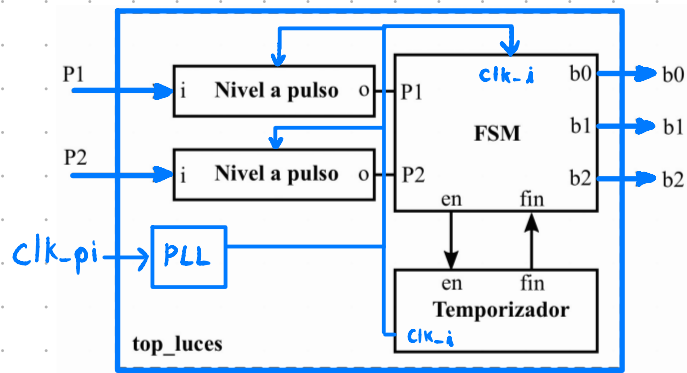 P1
i Nivel a pulso o
P1
clk_i
b0
b0
FSM
b1
b1
P2
i Nivel a pulso o
P2
b2
b2
en
fin
clk_pi
PLL
en
fin
Temporizador
clk_i
top_luces